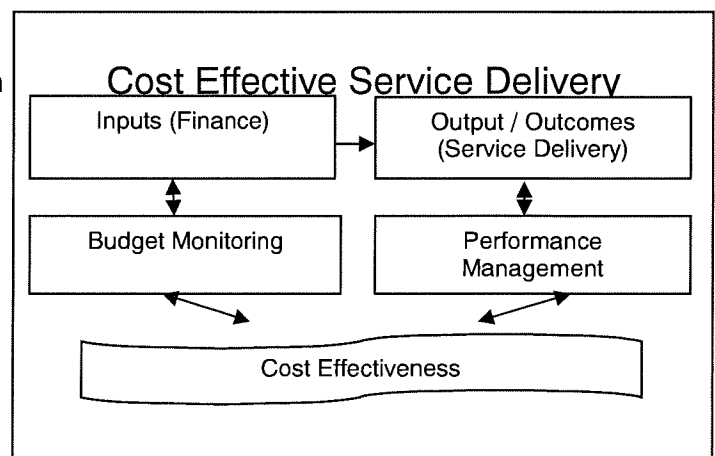 Cost Effective Service Delivery
Inputs (Finance)
Output / Outcomes
(Service Delivery)
Budget Monitoring
Performance
Management
Cost Effectiveness